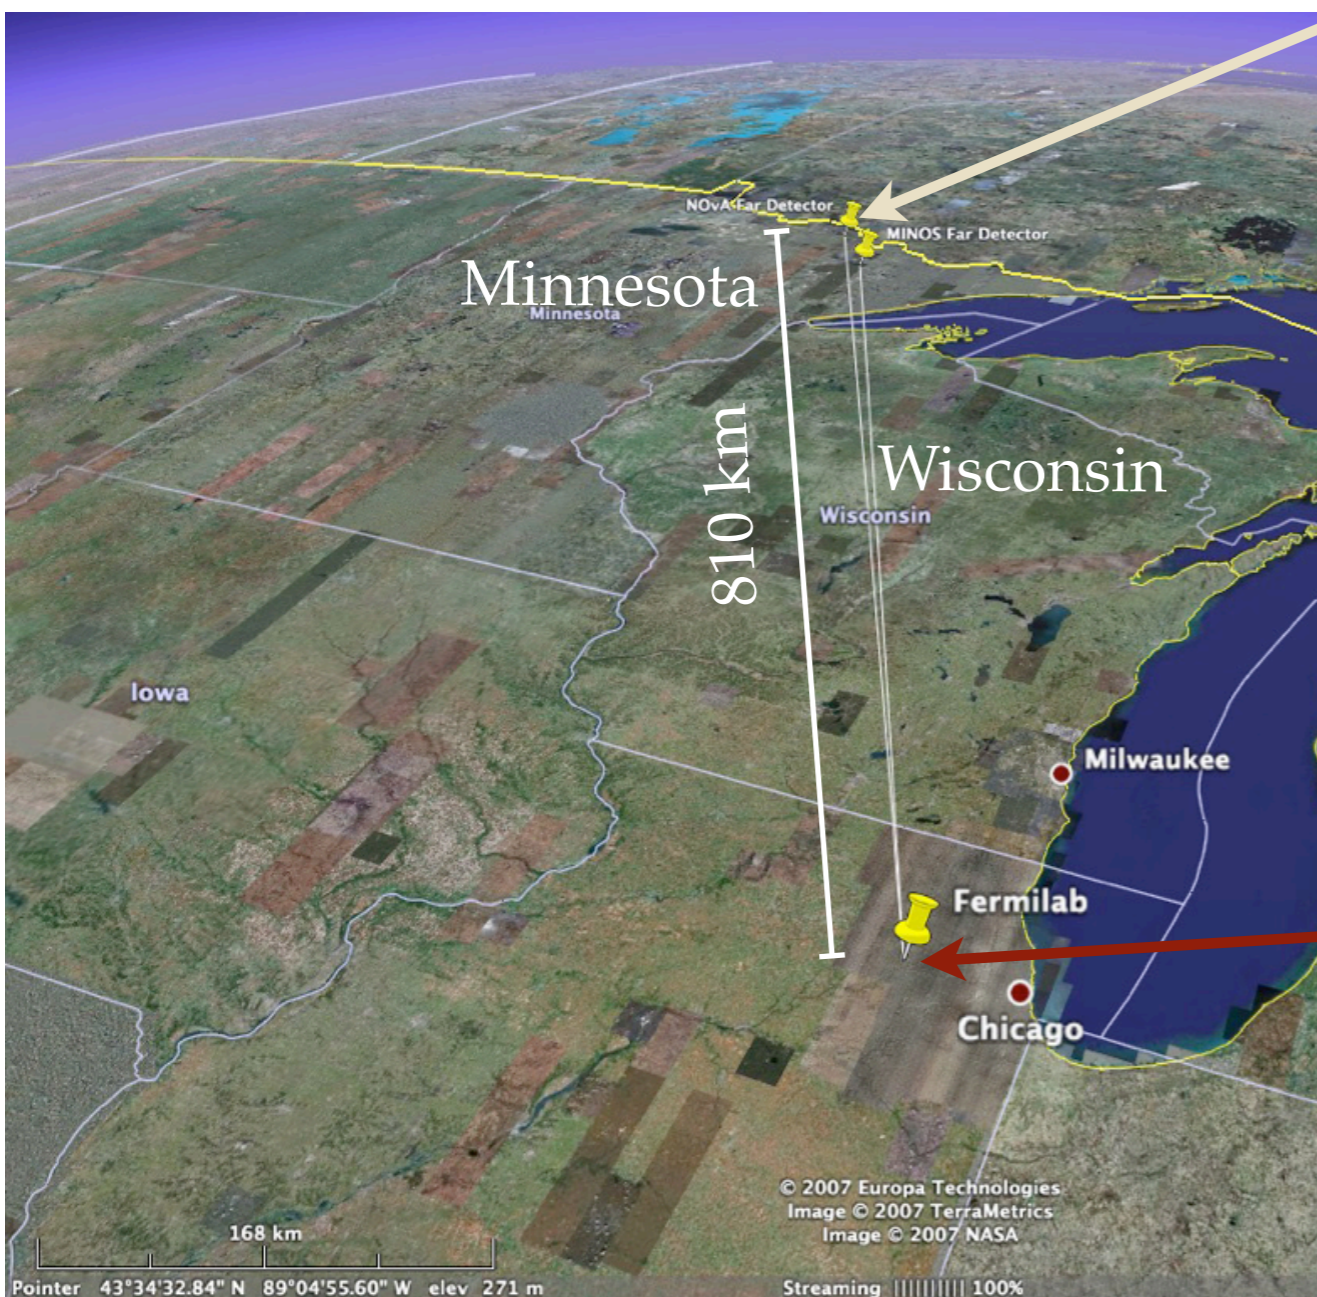 NOvA Far Detector
MINOS Far Detector
Minnesota
Minnesota
810 km
Wisconsin
Wisconsin
Iowa
Milwaukee
Fermilab
Chicago
© 2007 Europa Technologies
Image © 2007 TerraMetrics
Image © 2007 NASA
168 km
Pointer 43°34'32.84" N 89°04'55.60" W elev 271 m
Streaming ||||||||| 100%